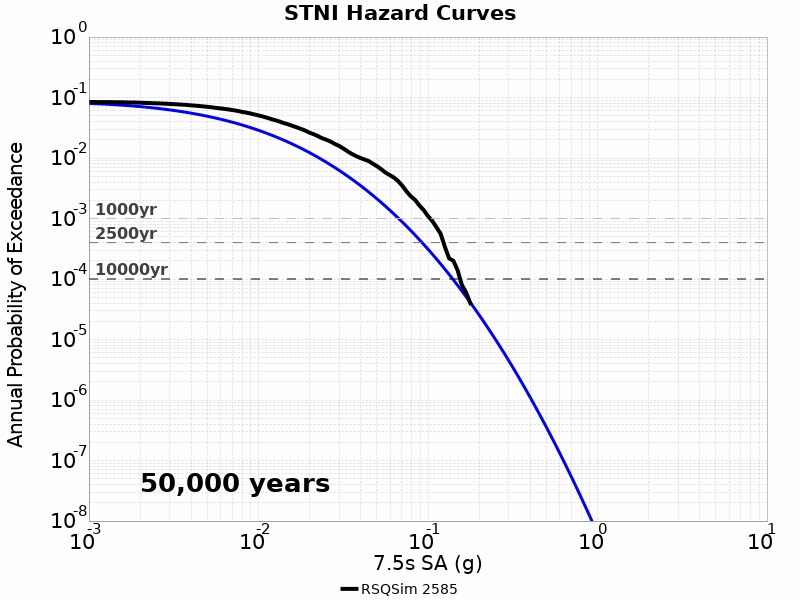 STNI Hazard Curves
Annual Probability of Exceedance
10^0
10^-1
10^-2
10^-3
10^-4
10^-5
10^-6
10^-7
10^-8
1000yr
2500yr
10000yr
50,000 years
10^-3 10^-2 10^-1 10^0 10^1
7.5s SA (g)
RSQSim 2585